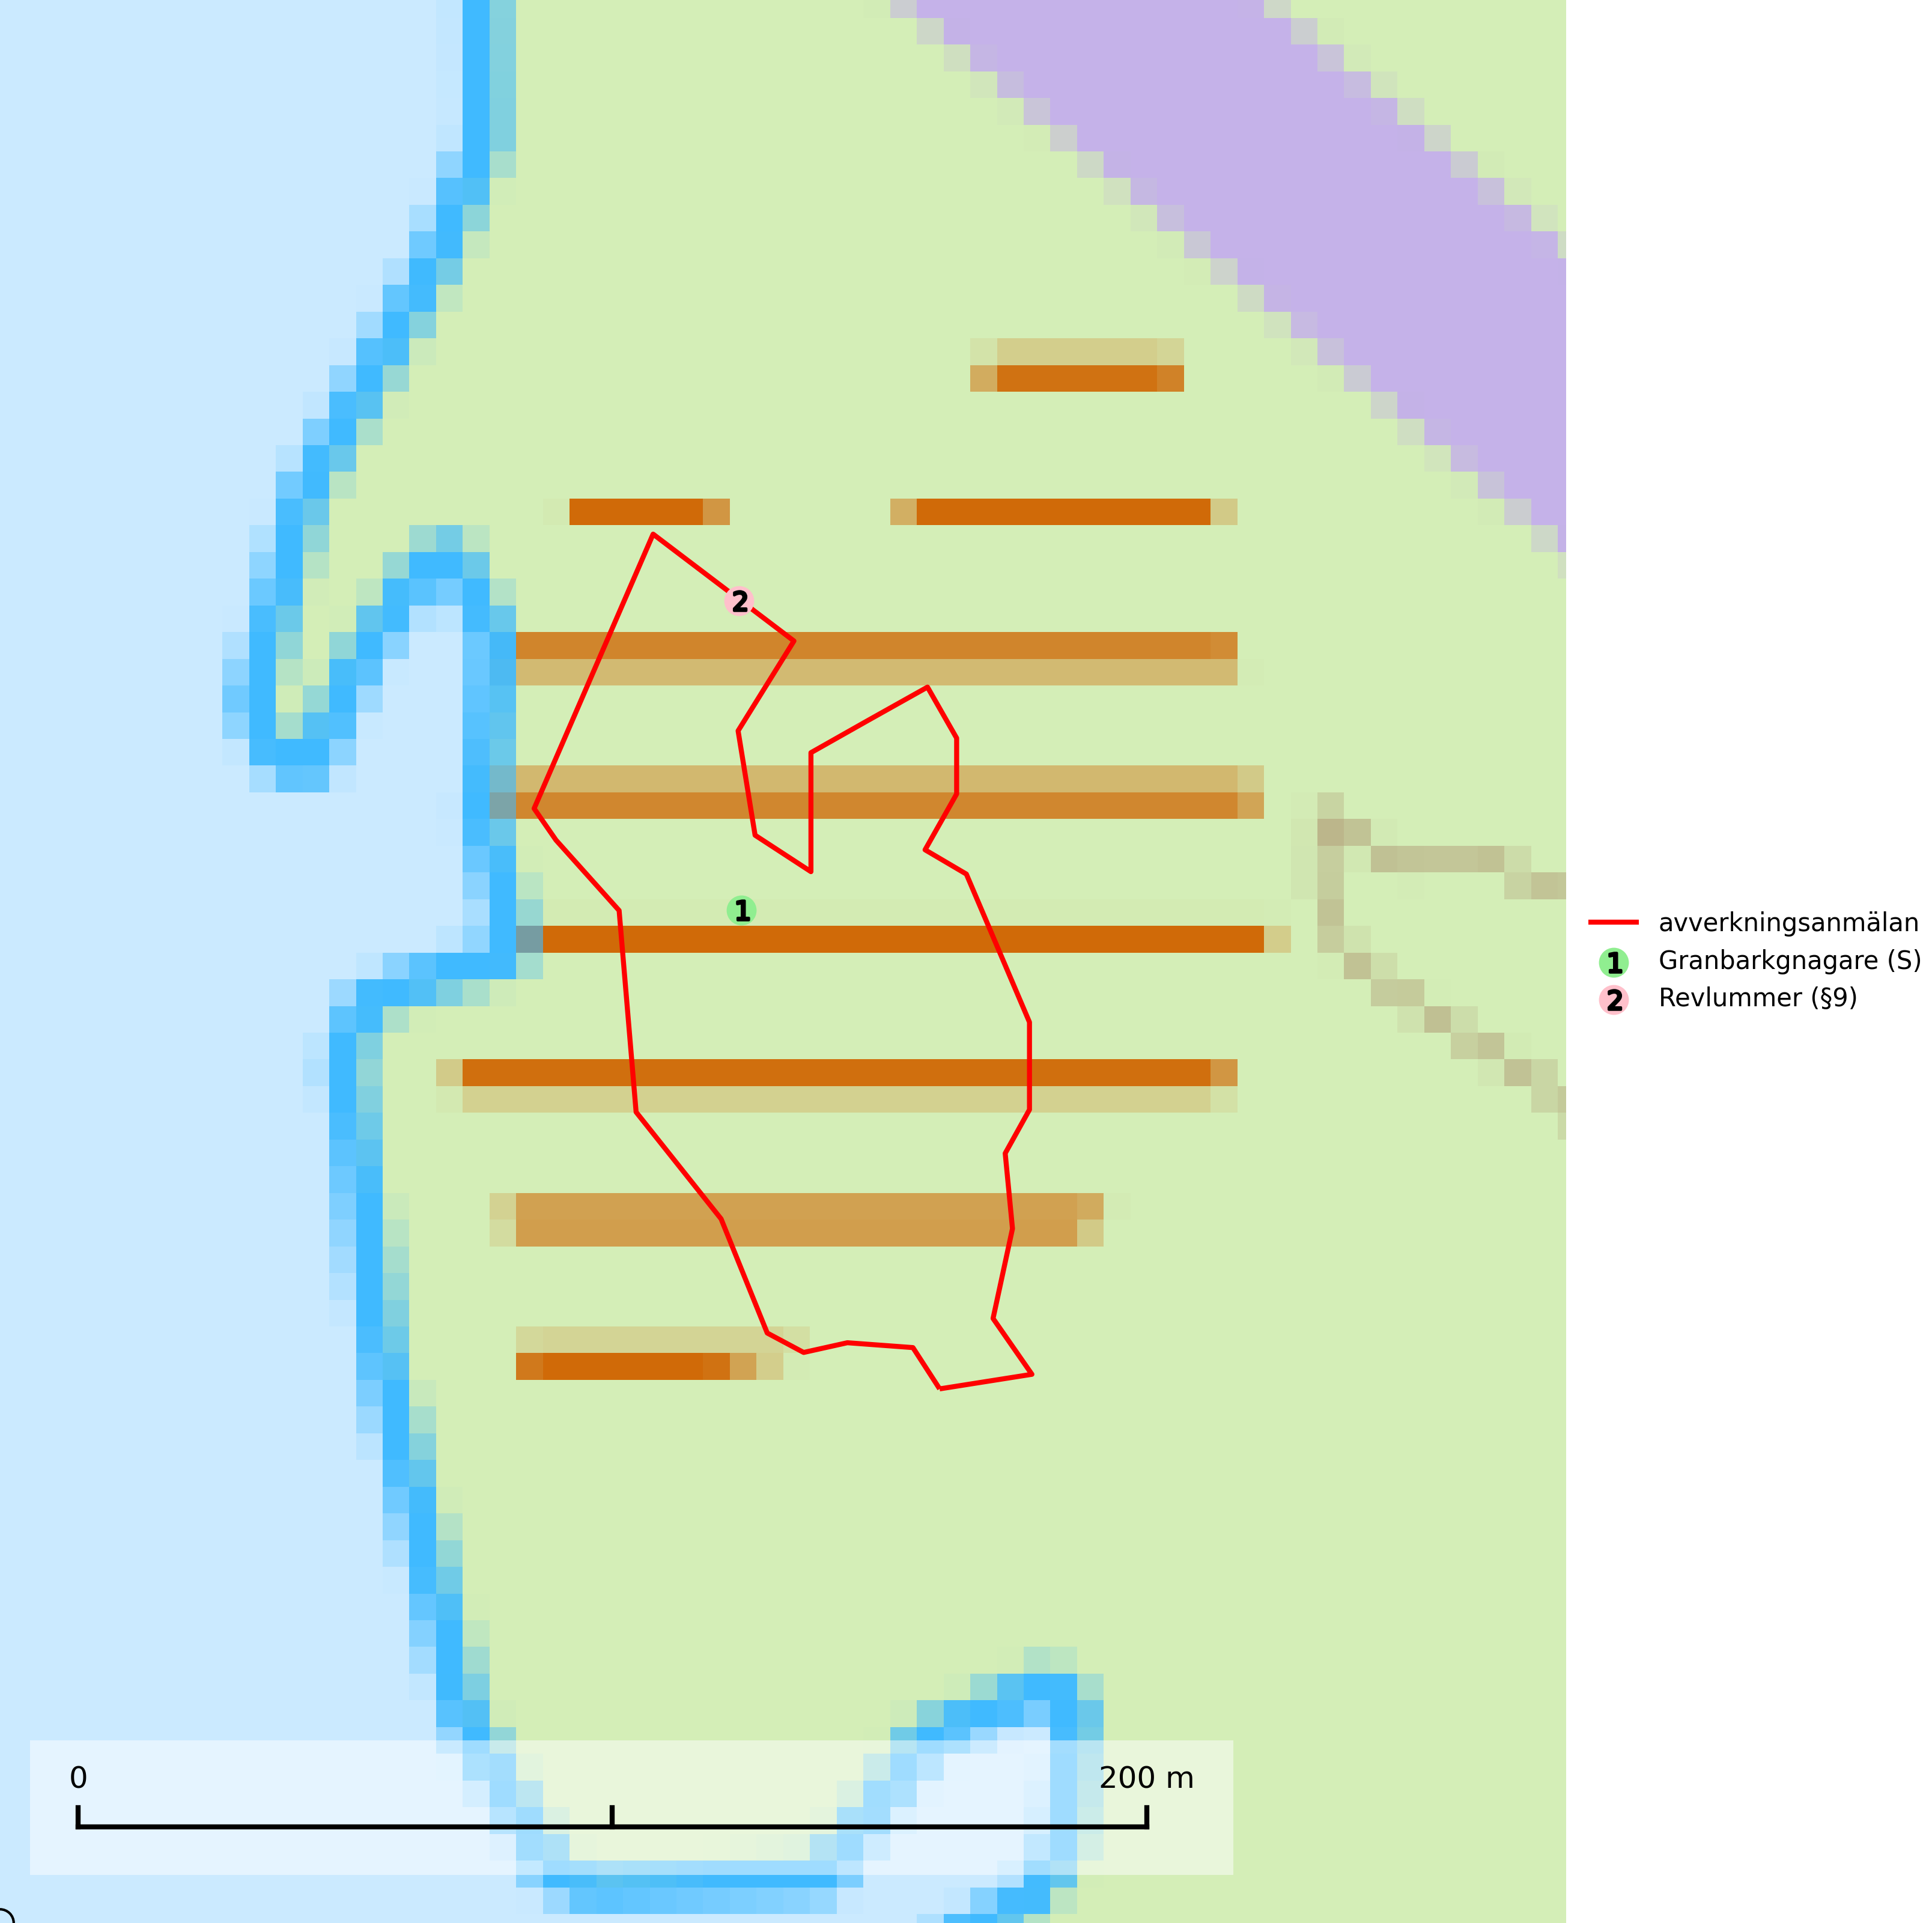 2
1
avverkningsanmälan
1 Granbarkgnagare (S)
2 Revlummer (§9)
0 200 m